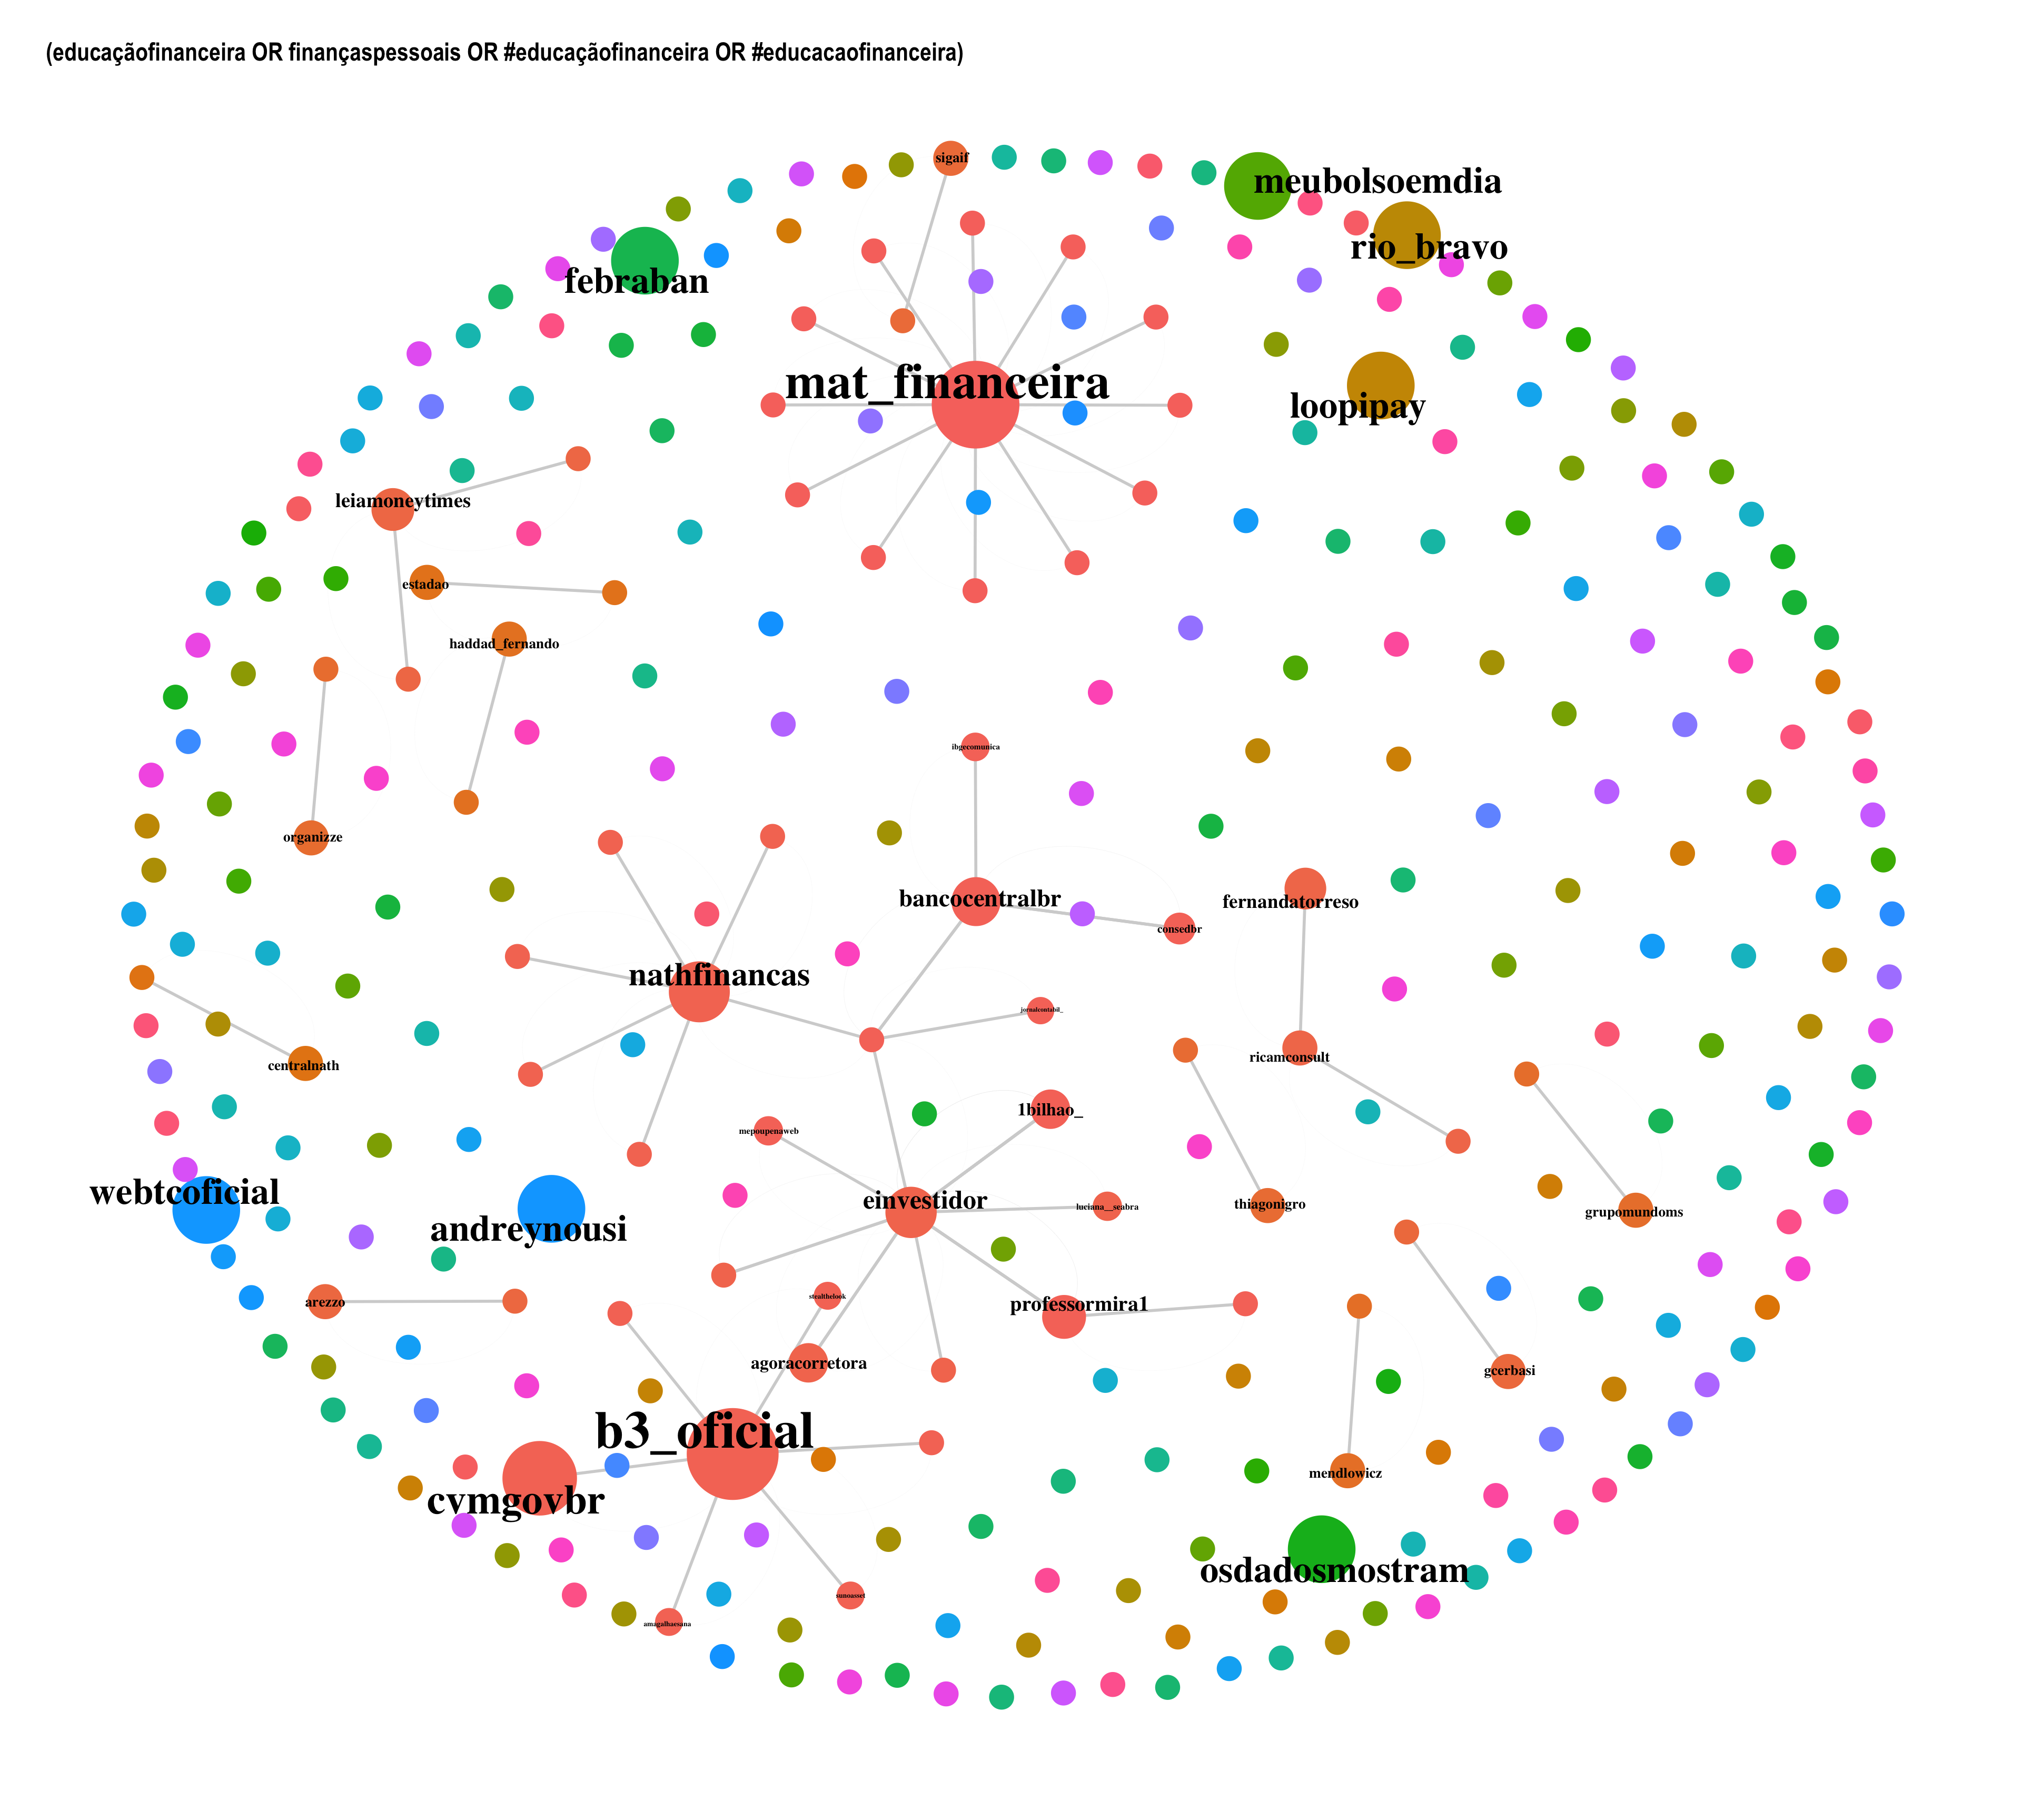 (educaçãofinanceira OR finançaspessoais OR #educaçãofinanceira OR #educacaofinanceira)
sigaif
meubolsoemdia
rio_bravo
febraban
mat_financeira
loopipay
leiamoneytimes
estadao
haddad_fernando
ibgecomunica
organizze
bancocentralbr
fernandatorreso
consedbr
nathfinancas
jornalcontabil_
ricamconsult
centralnath
1bilhao_
mepoupenaweb
webtcoficial
einvestidor
luciana__seabra
thiagonigro
grupomundoms
andreynousi
stealthelook
arezzo
professormira1
agoracorretora
gcerbasi
b3_oficial
mendlowicz
cvmgovbr
osdadosmostram
sunoasset
amagalhaesana